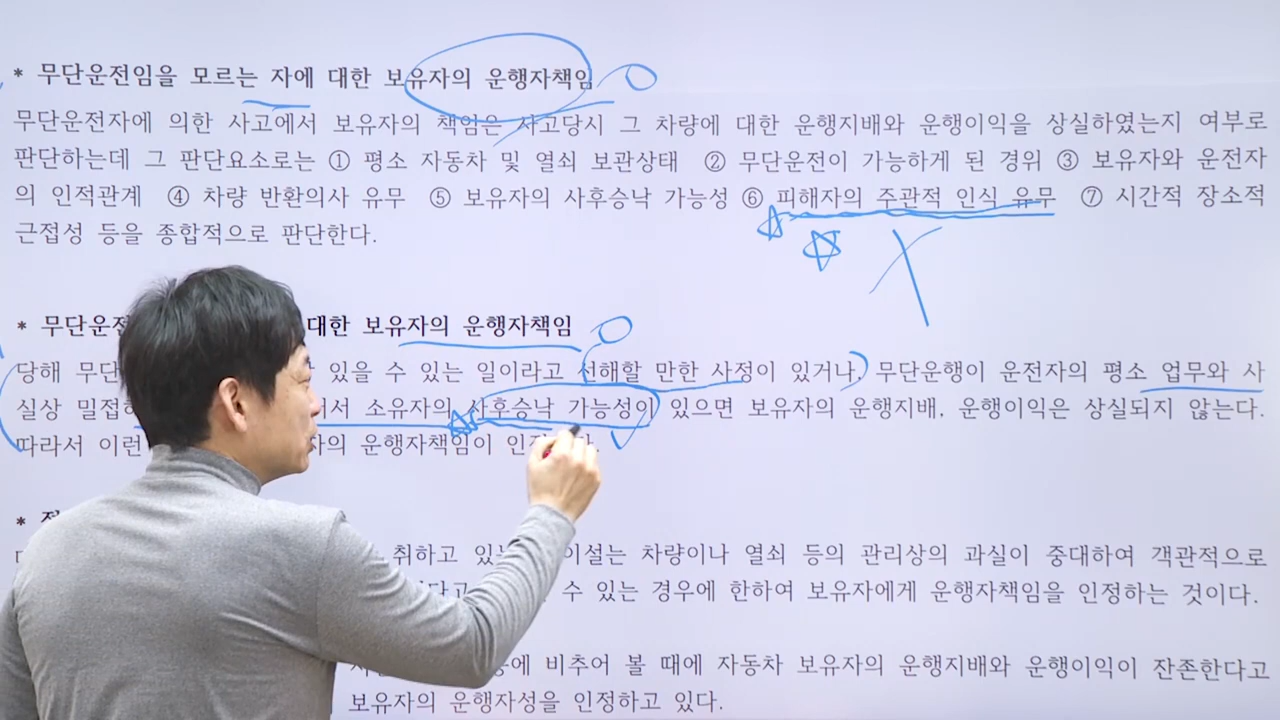 * 무단운전임을 모르는 자에 대한 보유자의 운행자책임
무단운전자에 의한 사고에서 보유자의 책임은 사고당시 그 차량에 대한 운행지배와 운행이익을 상실하였는지 여부로
판단하는데 그 판단요소로는 ① 평소 자동차 및 열쇠 보관상태 ② 무단운전이 가능하게 된 경위 ③ 보유자와 운전자
의 인적관계 ④ 차량 반환의사 유무 ⑤ 보유자의 사후승낙 가능성 ⑥ 피해자의 주관적 인식 유무 ⑦ 시간적 장소적
근접성 등을 종합적으로 판단한다.
* 무단운전 대한 보유자의 운행자책임
당해 무단 있을 수 있는 일이라고 선해할 만한 사정이 있거나, 무단운행이 운전자의 평소 업무와 사
실상 밀접 소유자의 사후승낙 가능성이 있으면 보유자의 운행지배, 운행이익은 상실되지 않는다.
따라서 이런 운행자책임이
*
취하고 차량이나 열쇠 등의 관리상의 과실이 중대하여 객관적으로
수 있는 경우에 한하여 보유자에게 운행자책임을 인정하는 것이다.
비추어 볼 때에 자동차 보유자의 운행지배와 운행이익이 잔존한다고
보유자의 운행자성을 인정하고 있다.